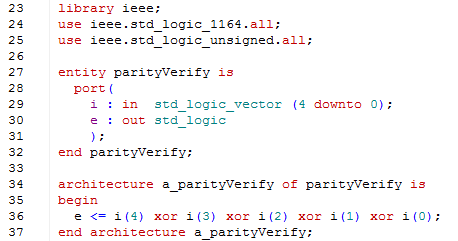 23 library ieee;
24 use ieee.std_logic_1164.all;
25 use ieee.std_logic_unsigned.all;
26
27 entity parityVerify is
28   port(
29     i : in  std_logic_vector (4 downto 0);
30     e : out std_logic
31     );
32 end parityVerify;
33
34 architecture a_parityVerify of parityVerify is
35 begin
36   e <= i(4) xor i(3) xor i(2) xor i(1) xor i(0);
37 end architecture a_parityVerify;